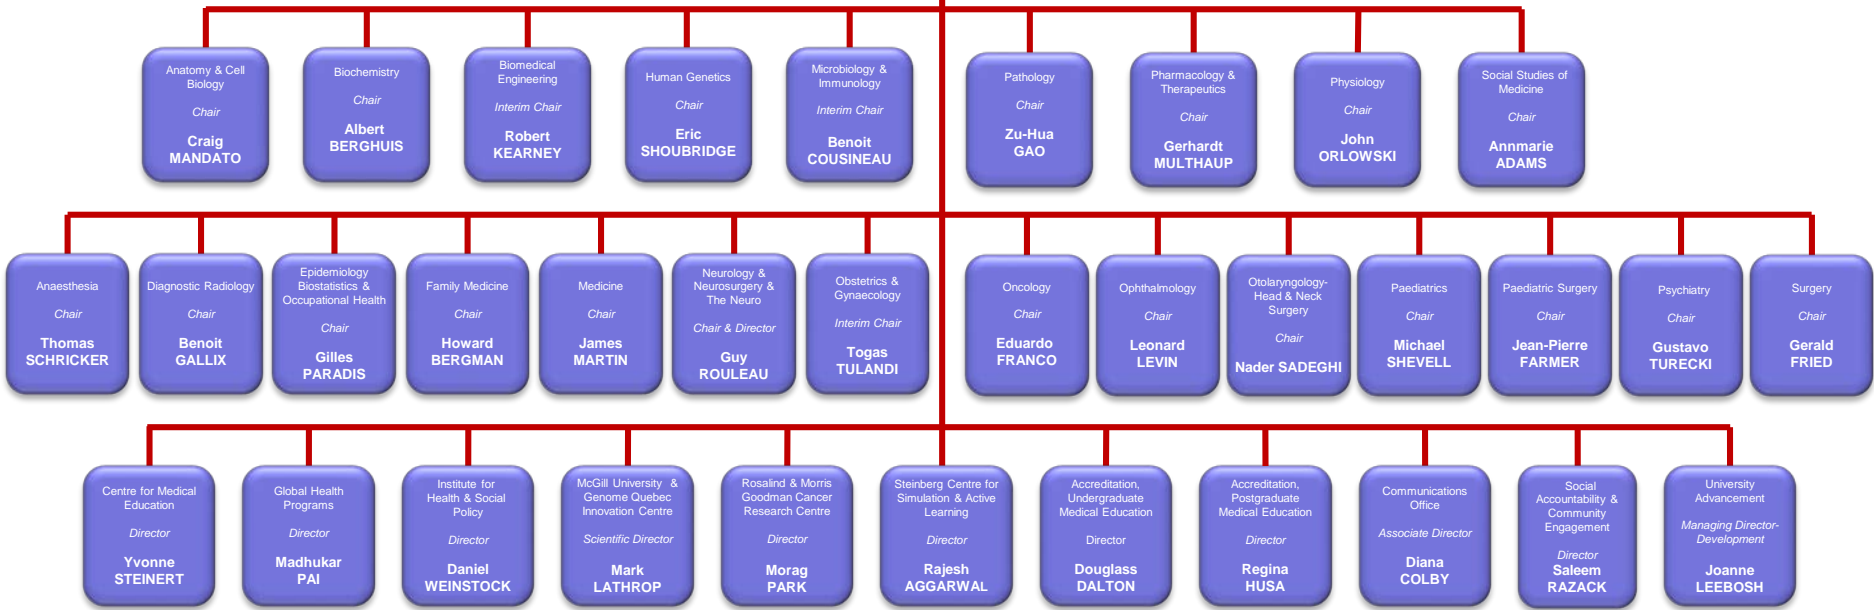 Anatomy & Cell
Biology
Chair
Craig
MANDATO
Biochemistry
Chair
Albert
BERGHUIS
Biomedical
Engineering
Interim Chair
Robert
KEARNEY
Human Genetics
Chair
Eric
SHOUBRIDGE
Microbiology &
Immunology
Interim Chair
Benoit
COUSINEAU
Pathology
Chair
Zu-Hua
GAO
Pharmacology &
Therapeutics
Chair
Gerhardt
MULTHAUP
Physiology
Chair
John
ORLOWSKI
Social Studies of
Medicine
Chair
Annmarie
ADAMS
Anaesthesia
Chair
Thomas
SCHRICKER
Diagnostic Radiology
Chair
Benoit
GALLIX
Epidemiology
Biostatistics &
Occupational Health
Chair
Gilles
PARADIS
Family Medicine
Chair
Howard
BERGMAN
Medicine
Chair
James
MARTIN
Neurology &
Neurosurgery &
The Neuro
Chair & Director
Guy
ROULEAU
Obstetrics &
Gynaecology
Interim Chair
Togas
TULANDI
Oncology
Chair
Eduardo
FRANCO
Ophthalmology
Chair
Leonard
LEVIN
Otolaryngology-
Head & Neck
Surgery
Chair
Nader SADEGHI
Paediatrics
Chair
Michael
SHEVELL
Paediatric Surgery
Chair
Jean-Pierre
FARMER
Psychiatry
Chair
Gustavo
TURECKI
Surgery
Chair
Gerald
FRIED
Centre for Medical
Education
Director
Yvonne
STEINERT
Global Health
Programs
Director
Madhukar
PAI
Institute for
Health & Social
Policy
Director
Daniel
WEINSTOCK
McGill University &
Genome Quebec
Innovation Centre
Scientific Director
Mark
LATHROP
Rosalind & Morris
Goodman Cancer
Research Centre
Director
Morag
PARK
Steinberg Centre for
Simulation & Active
Learning
Director
Rajesh
AGGARWAL
Accreditation,
Undergraduate
Medical Education
Director
Douglass
DALTON
Accreditation,
Postgraduate
Medical Education
Director
Regina
HUSA
Communications
Office
Associate Director
Diana
COLBY
Social
Accountability &
Community
Engagement
Director
Saleem
RAZACK
University
Advancement
Managing Director-
Development
Joanne
LEEBOSH